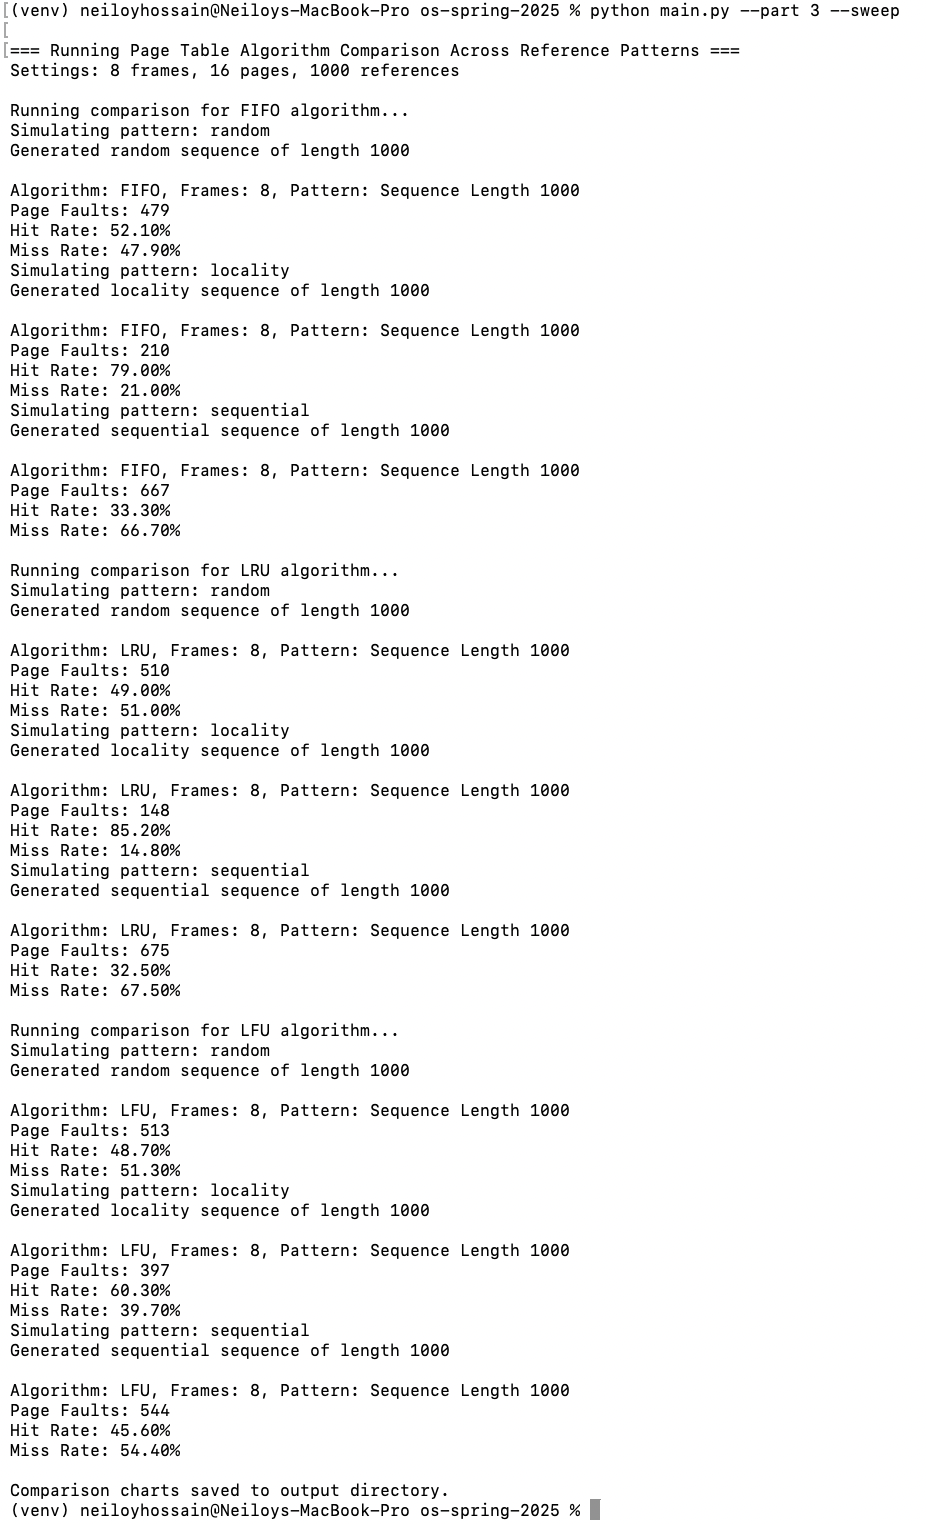 [(venv) neiloyhossain@Neiloys-MacBook-Pro os-spring-2025 % python main.py --part 3 --sweep
[
[=== Running Page Table Algorithm Comparison Across Reference Patterns ===
Settings: 8 frames, 16 pages, 1000 references
Running comparison for FIFO algorithm...
Simulating pattern: random
Generated random sequence of length 1000
Algorithm: FIFO, Frames: 8, Pattern: Sequence Length 1000
Page Faults: 479
Hit Rate: 52.10%
Miss Rate: 47.90%
Simulating pattern: locality
Generated locality sequence of length 1000
Algorithm: FIFO, Frames: 8, Pattern: Sequence Length 1000
Page Faults: 210
Hit Rate: 79.00%
Miss Rate: 21.00%
Simulating pattern: sequential
Generated sequential sequence of length 1000
Algorithm: FIFO, Frames: 8, Pattern: Sequence Length 1000
Page Faults: 667
Hit Rate: 33.30%
Miss Rate: 66.70%
Running comparison for LRU algorithm...
Simulating pattern: random
Generated random sequence of length 1000
Algorithm: LRU, Frames: 8, Pattern: Sequence Length 1000
Page Faults: 510
Hit Rate: 49.00%
Miss Rate: 51.00%
Simulating pattern: locality
Generated locality sequence of length 1000
Algorithm: LRU, Frames: 8, Pattern: Sequence Length 1000
Page Faults: 148
Hit Rate: 85.20%
Miss Rate: 14.80%
Simulating pattern: sequential
Generated sequential sequence of length 1000
Algorithm: LRU, Frames: 8, Pattern: Sequence Length 1000
Page Faults: 675
Hit Rate: 32.50%
Miss Rate: 67.50%
Running comparison for LFU algorithm...
Simulating pattern: random
Generated random sequence of length 1000
Algorithm: LFU, Frames: 8, Pattern: Sequence Length 1000
Page Faults: 513
Hit Rate: 48.70%
Miss Rate: 51.30%
Simulating pattern: locality
Generated locality sequence of length 1000
Algorithm: LFU, Frames: 8, Pattern: Sequence Length 1000
Page Faults: 397
Hit Rate: 60.30%
Miss Rate: 39.70%
Simulating pattern: sequential
Generated sequential sequence of length 1000
Algorithm: LFU, Frames: 8, Pattern: Sequence Length 1000
Page Faults: 544
Hit Rate: 45.60%
Miss Rate: 54.40%
Comparison charts saved to output directory.
(venv) neiloyhossain@Neiloys-MacBook-Pro os-spring-2025 %